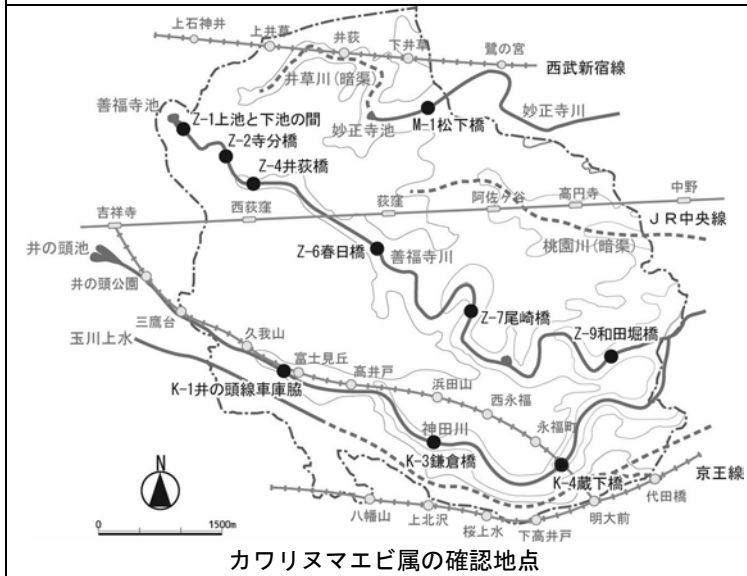 上石神井
上井草
井荻
下井草
鷺の宮
西武新宿線
井草川(暗渠)
善福寺池
妙正寺池
妙正寺川
M-1松下橋
Z-1上池と下池の間
Z-2寺分橋
Z-4井荻橋
吉祥寺
西荻窪
荻窪
阿佐ヶ谷
高円寺
中野
JR中央線
井の頭池
井の頭公園
Z-6春日橋
善福寺川
桃園川(暗渠)
三鷹台
Z-7尾崎橋
Z-9和田堀橋
玉川上水
久我山
富士見丘
高井戸
浜田山
西永福
永福町
K-1井の頭線車庫脇
神田川
K-3鎌倉橋
K-4蔵下橋
京王線
代田橋
明大前
八幡山
上北沢
桜上水
下高井戸
N
0
1500m
カワリヌマエビ属の確認地点